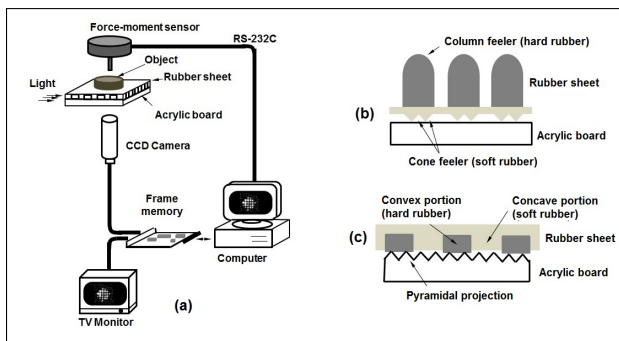 Force-moment sensor
RS-232C
Object
Rubber sheet
Light
Acrylic board
CCD Camera
Frame
memory
Computer
TV Monitor
(a)
Column feeler (hard rubber)
Rubber sheet
(b)
Acrylic board
Cone feeler (soft rubber)
Convex portion
(hard rubber)
Concave portion
(soft rubber)
(c)
Rubber sheet
Acrylic board
Pyramidal projection